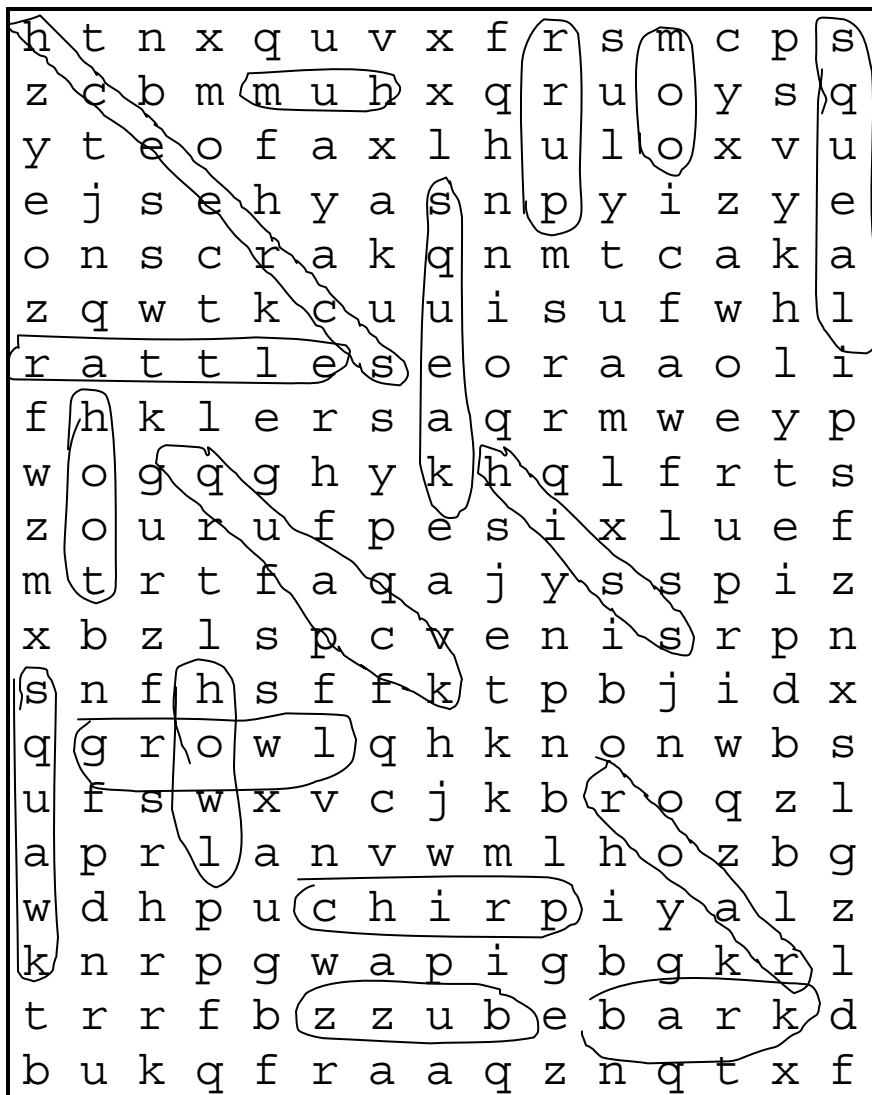 h t n x q u v x f r s m c p s
z c b m m u h x q r u o y s q
y t e o f a x l h u l o x v u
e j s e h y a s n p y i z y e
o n s c r a k q n m t c a k a
z q w t k c u u i s u f w h l
r a t t l e s e o r a a o l i
f h k l e r s a q r m w e y p
w o g q g h y k h q l f r t s
z o u r u f p e s i x l u e f
m t r t f a q a j y s s p i z
x b z l s p c v e n i s r p n
s n f h s f f k t p b j i d x
q g r o w l q h k n o n w b s
u f s w x v c j k b r o q z l
a p r l a n v w m l h o z b g
w d h p u c h i r p i y a l z
k n r p g w a p i g b g k r l
t r r f b z z u b e b a r k d
b u k q f r a a q z n q t x f